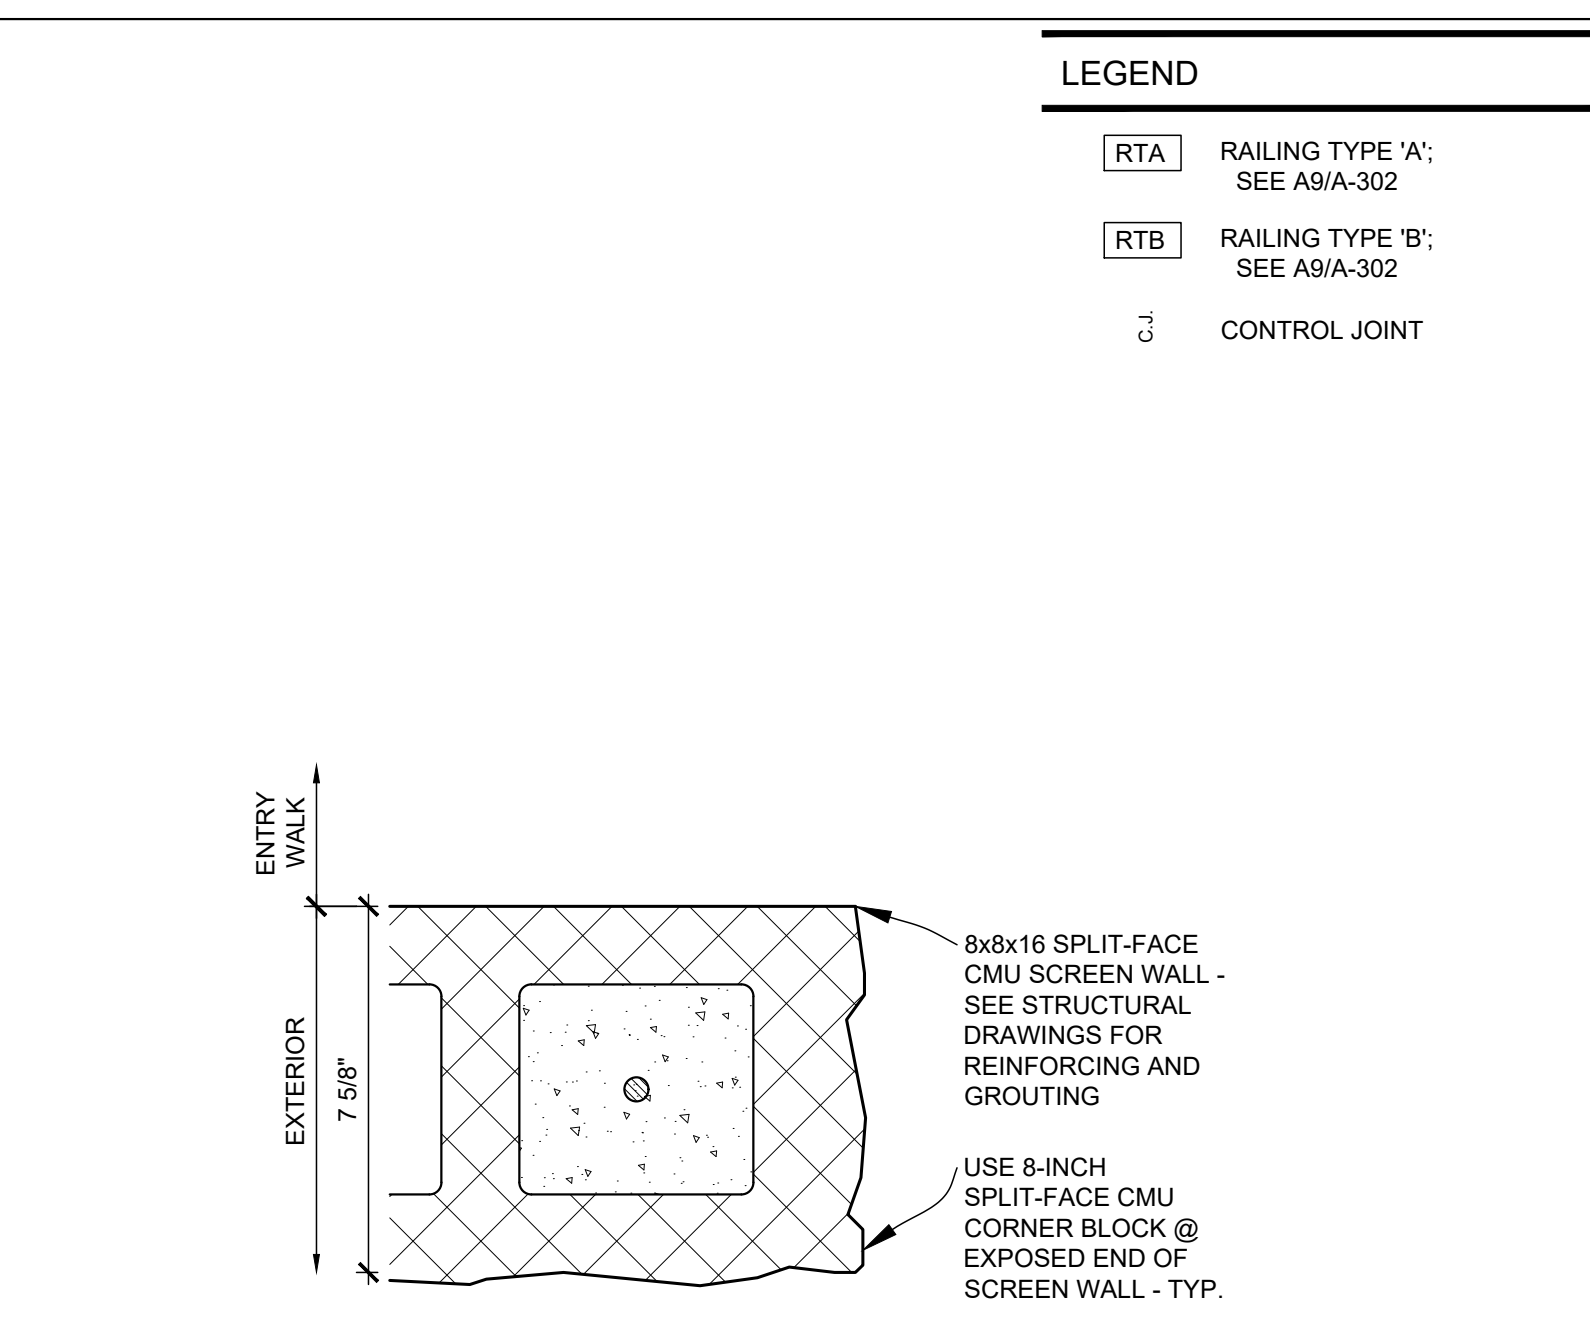 LEGEND
RTA
RAILING TYPE 'A';
SEE A9/A-302
RTB
RAILING TYPE 'B';
SEE A9/A-302
C.J.
CONTROL JOINT
ENTRY
WALK
EXTERIOR
7 5/8"
8x8x16 SPLIT-FACE
CMU SCREEN WALL -
SEE STRUCTURAL
DRAWINGS FOR
REINFORCING AND
GROUTING
USE 8-INCH
SPLIT-FACE CMU
CORNER BLOCK @
EXPOSED END OF
SCREEN WALL - TYP.